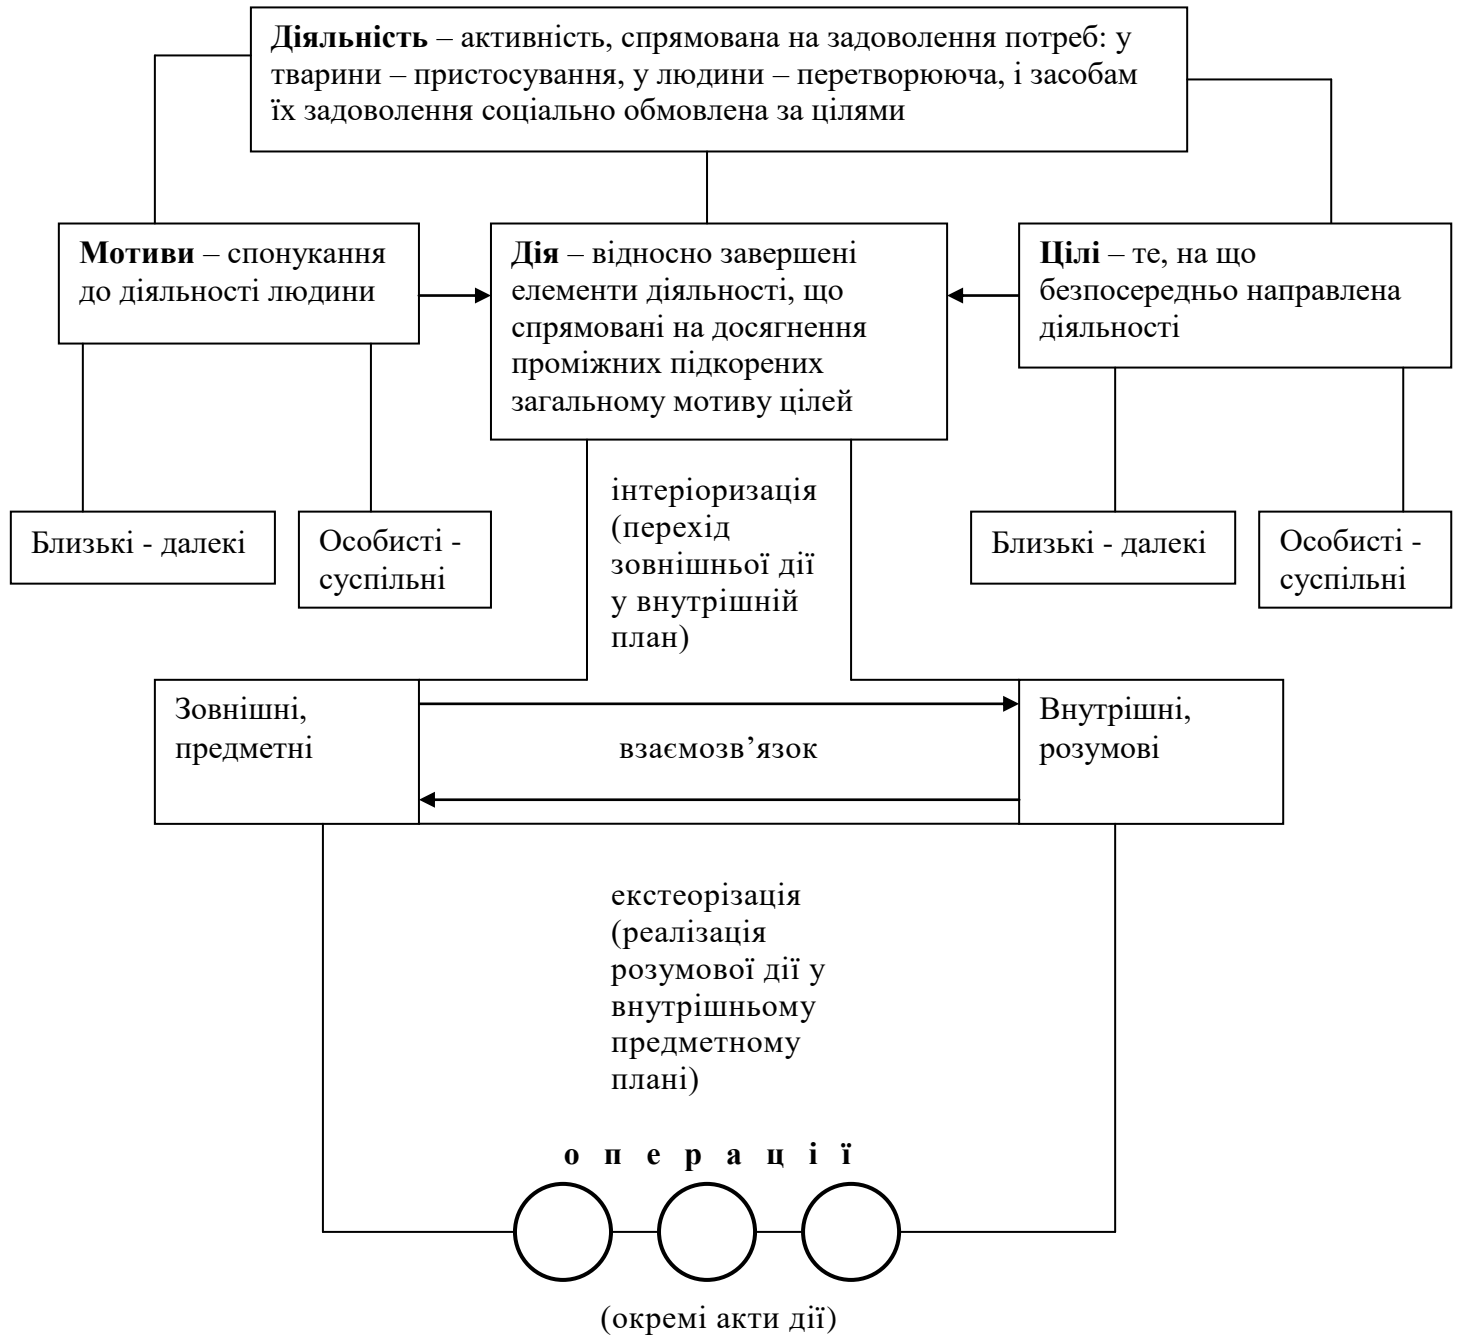 Діяльність – активність, спрямована на задоволення потреб: у
тварини – пристосування, у людини – перетворююча, і засобам
їх задоволення соціально обмовлена за цілями
Мотиви – спонукання
до діяльності людини
Дія – відносно завершені
елементи діяльності, що
спрямовані на досягнення
проміжних підкорених
загальному мотиву цілей
Цілі – те, на що
безпосередньо направлена
діяльності
Близькі - далекі
Особисті -
суспільні
інтеріоризація
(перехід
зовнішньої дії
у внутрішній
план)
Близькі - далекі
Особисті -
суспільні
Зовнішні,
предметні
взаємозв’язок
Внутрішні,
розумові
екстеорізація
(реалізація
розумової дії у
внутрішньому
предметному
плані)
о п е р а ц і ї
(окремі акти дії)